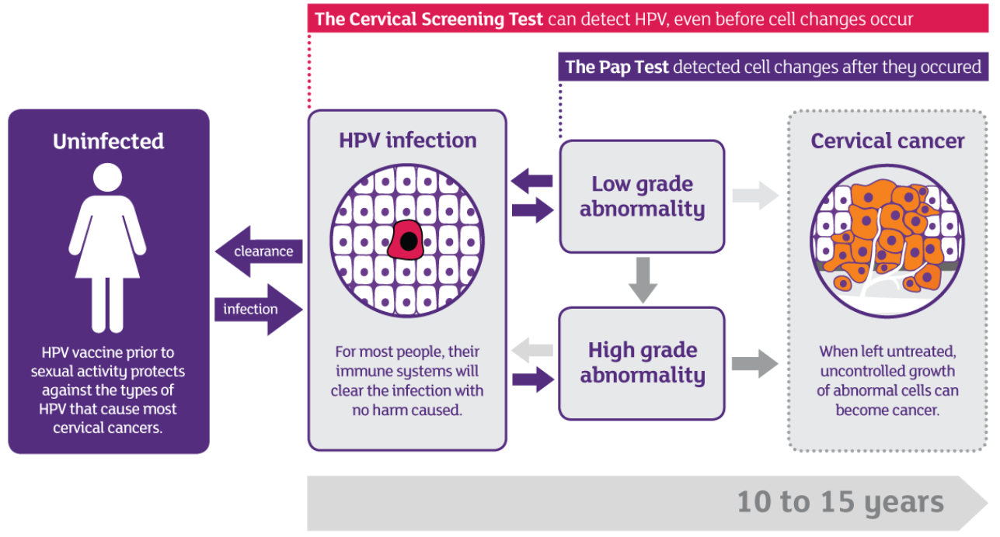 The Cervical Screening Test can detect HPV, even before cell changes occur
The Pap Test detected cell changes after they occured
Uninfected
HPV vaccine prior to
sexual activity protects
against the types of
HPV that cause most
cervical cancers.
clearance
infection
HPV infection
For most people, their
immune systems will
clear the infection with
no harm caused.
Low grade
abnormality
High grade
abnormality
Cervical cancer
When left untreated,
uncontrolled growth
of abnormal cells can
become cancer.
10 to 15 years